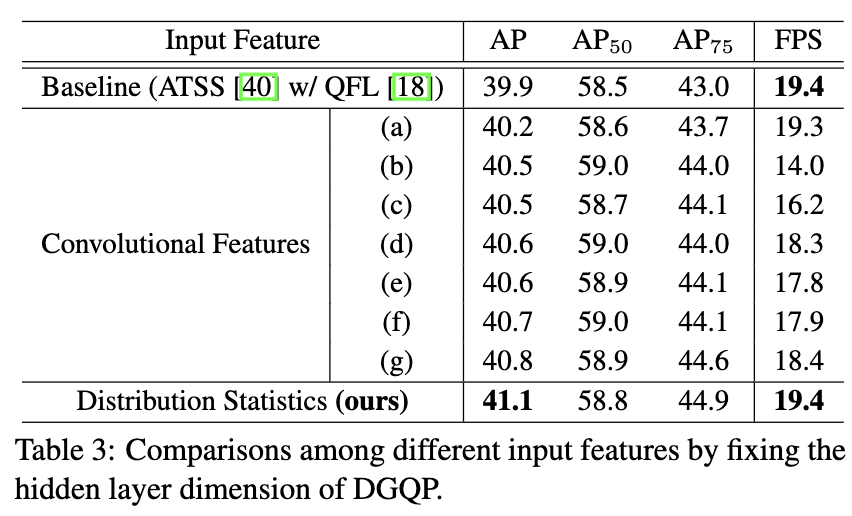 Input Feature AP AP50 AP75 FPS
Baseline (ATSS [40] w/ QFL [18]) 39.9 58.5 43.0 19.4
(a) 40.2 58.6 43.7 19.3
(b) 40.5 59.0 44.0 14.0
(c) 40.5 58.7 44.1 16.2
Convolutional Features (d) 40.6 59.0 44.0 18.3
(e) 40.6 58.9 44.1 17.8
(f) 40.7 59.0 44.1 17.9
(g) 40.8 58.9 44.6 18.4
Distribution Statistics (ours) 41.1 58.8 44.9 19.4
Table 3: Comparisons among different input features by fixing the
hidden layer dimension of DGQP.